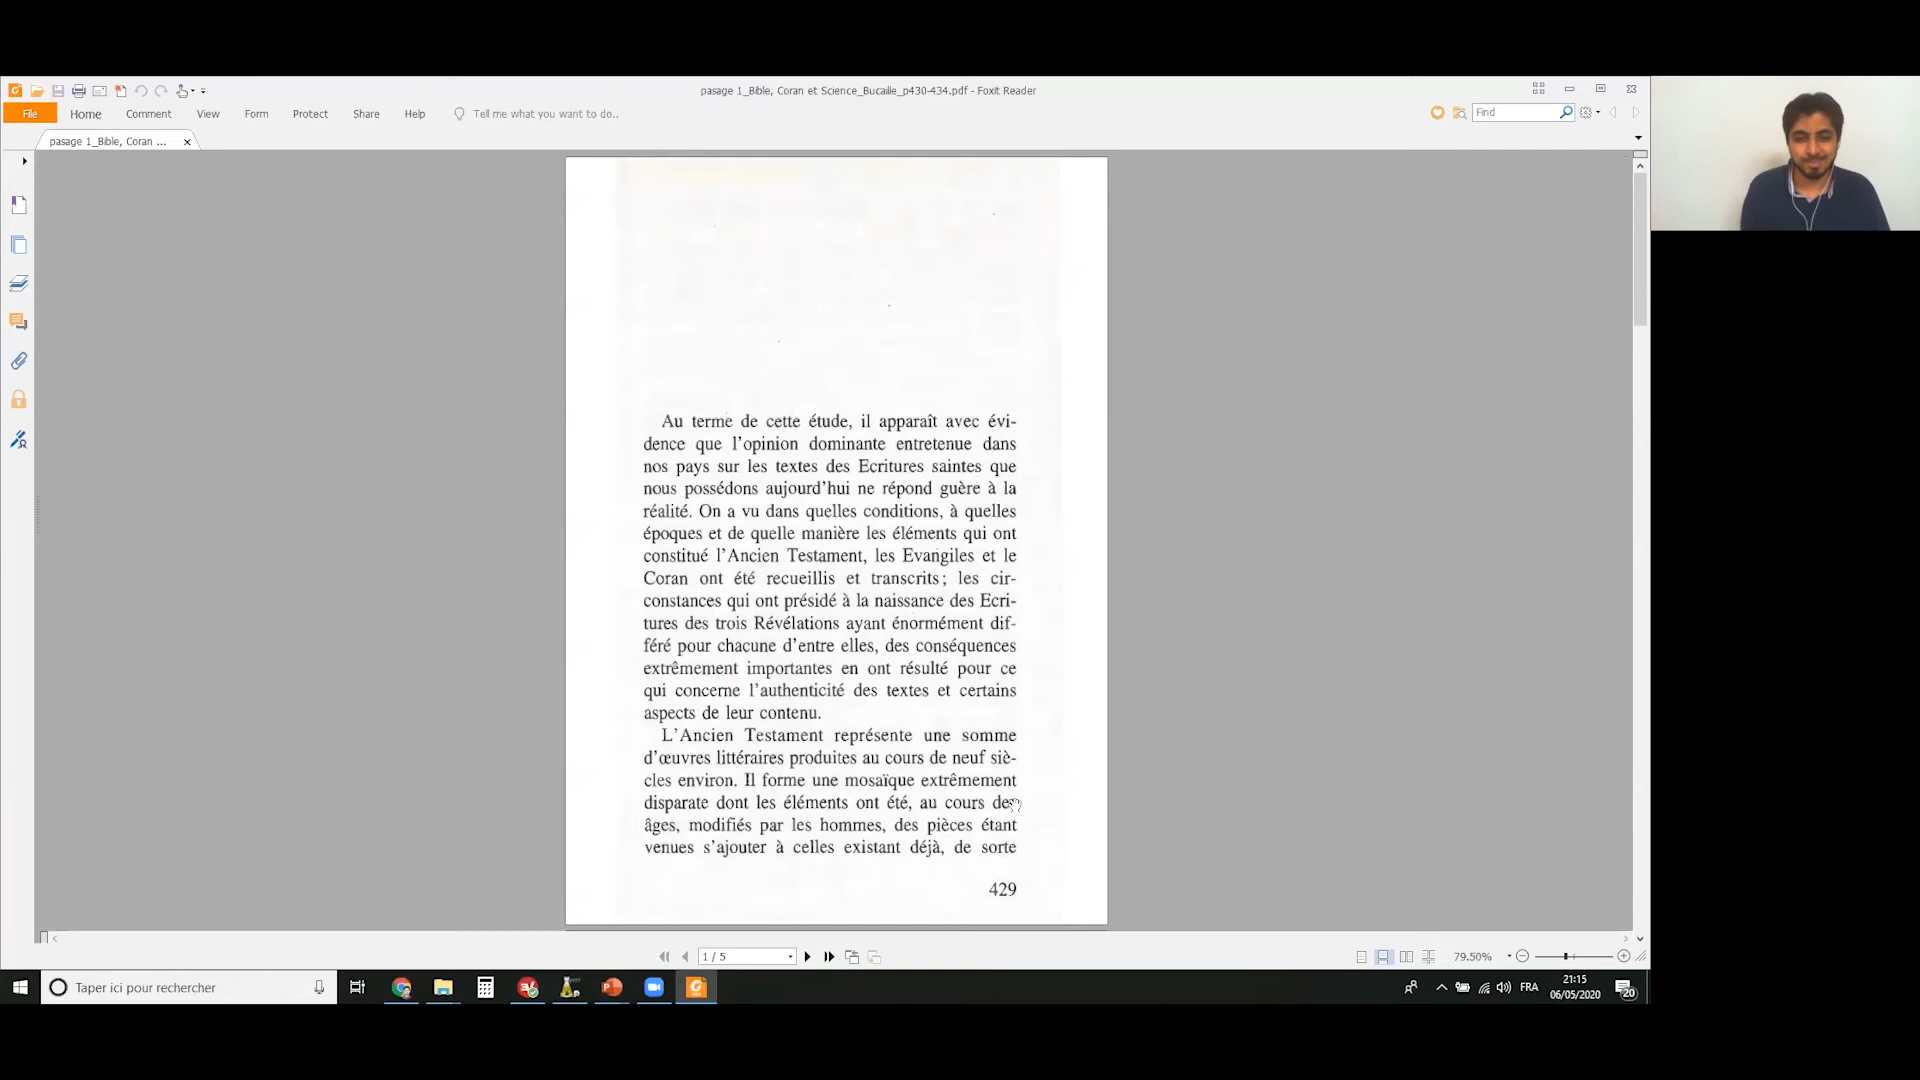 pasage 1_Bible, Coran et Science_Bucaille_p430-434.pdf - Foxit Reader
File Home Comment View Form Protect Share Help Tell me what you want to do..
Find
pasage 1_Bible, Coran ...
Au terme de cette étude, il apparaît avec évi-
dence que l'opinion dominante entretenue dans
nos pays sur les textes des Ecritures saintes que
nous possédons aujourd'hui ne répond guère à la
réalité. On a vu dans quelles conditions, à quelles
époques et de quelle manière les éléments qui ont
constitué l'Ancien Testament, les Evangiles et le
Coran ont été recueillis et transcrits; les cir-
constances qui ont présidé à la naissance des Ecri-
tures des trois Révélations ayant énormément dif-
féré pour chacune d'entre elles, des conséquences
extrêmement importantes en ont résulté pour ce
qui concerne l'authenticité des textes et certains
aspects de leur contenu.
L'Ancien Testament représente une somme
d'œuvres littéraires produites au cours de neuf siè-
cles environ. Il forme une mosaïque extrêmement
disparate dont les éléments ont été, au cours des
âges, modifiés par les hommes, des pièces étant
venues s'ajouter à celles existant déjà, de sorte
429
1 / 5
79.50%
Taper ici pour rechercher
FRA
21:15
06/05/2020
20